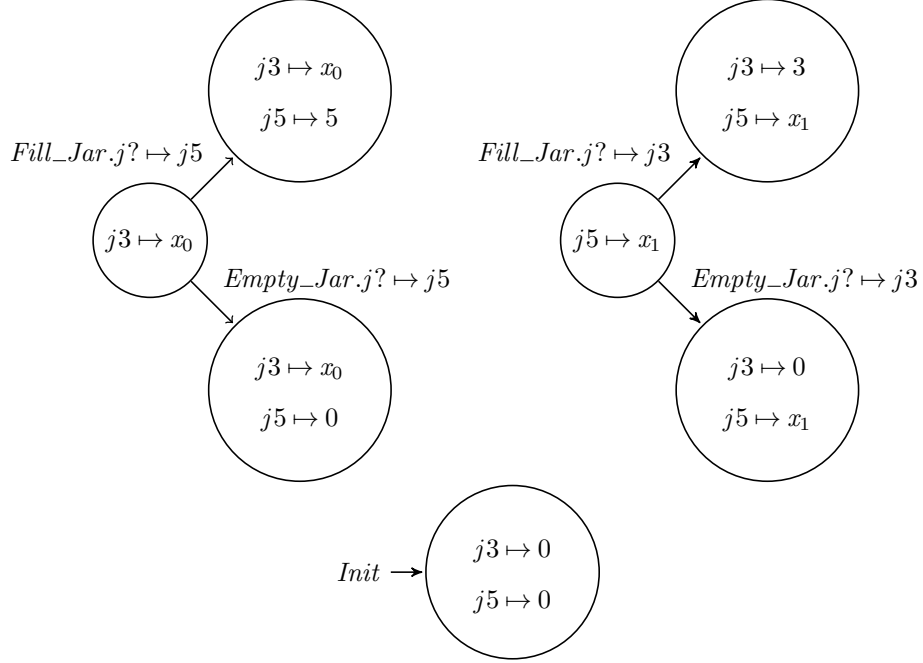 j3 ↦ x₀
j5 ↦ 5
Fill_Jar.j? ↦ j5
j3 ↦ x₀
Empty_Jar.j? ↦ j5
j3 ↦ x₀
j5 ↦ 0
j3 ↦ 3
j5 ↦ x₁
Fill_Jar.j? ↦ j3
j5 ↦ x₁
Empty_Jar.j? ↦ j3
j3 ↦ 0
j5 ↦ x₁
j3 ↦ 0
Init
j5 ↦ 0